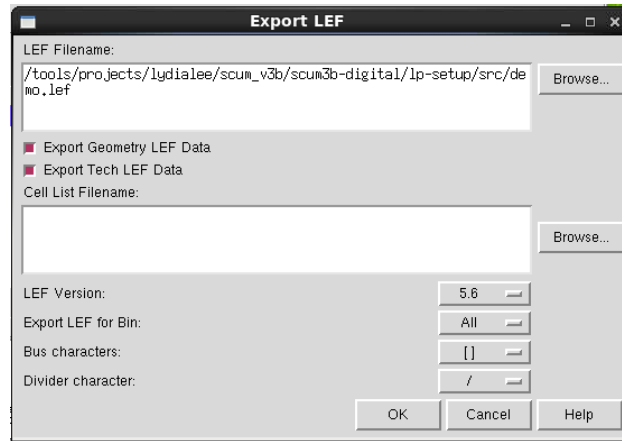 Export LEF
LEF Filename:
/tools/projects/lydialee/scum_v3b/scum3b-digital/lp-setup/src/de
mo.lef
Browse...
Export Geometry LEF Data
Export Tech LEF Data
Cell List Filename:
Browse...
LEF Version: 5.6
Export LEF for Bin: All
Bus characters: []
Divider character: /
OK Cancel Help